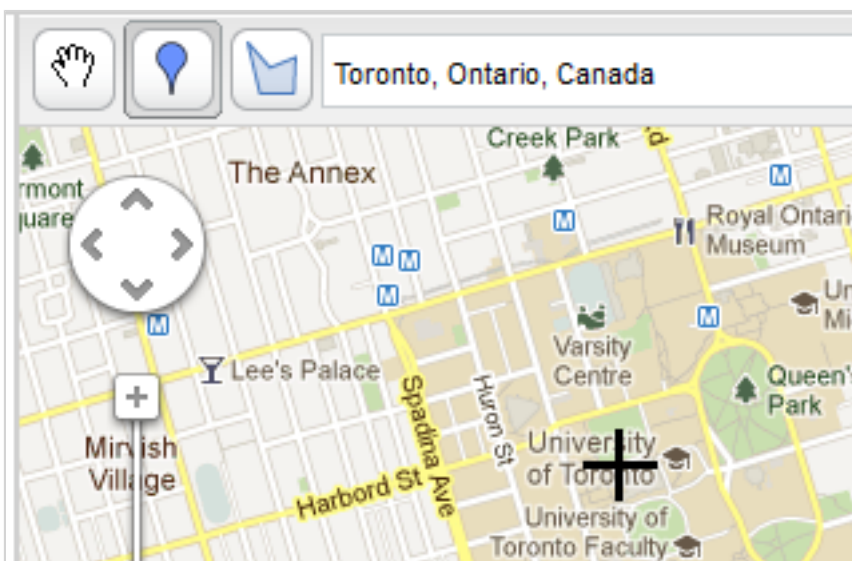 Toronto, Ontario, Canada
Creek Park
The Annex
rmont
M
Royal Ontari
Museum
M
M
M
M
M
M
Varsity
Centre
Lee's Palace
Queen's
Park
Spadina Ave
Huron St
Mirvish
Village
University
of Toronto
Harbord St
University of
Toronto Faculty